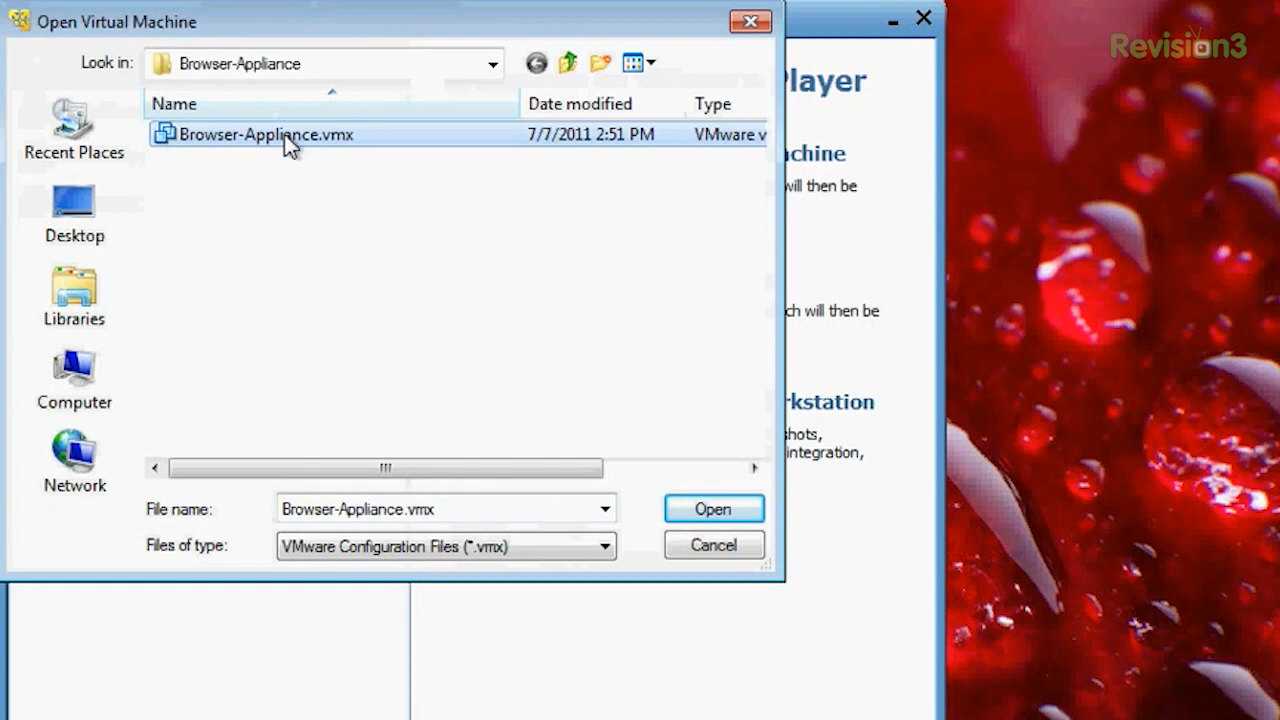 Open Virtual Machine
Revision3
Look in: Browser-Appliance
Player
Name Date modified Type
Browser-Appliance.vmx 7/7/2011 2:51 PM VMware v
achine
Recent Places
will then be
Desktop
Libraries
ch will then be
Computer
rkstation
shots,
integration,
Network
File name: Browser-Appliance.vmx Open
Files of type: VMware Configuration Files (*.vmx) Cancel